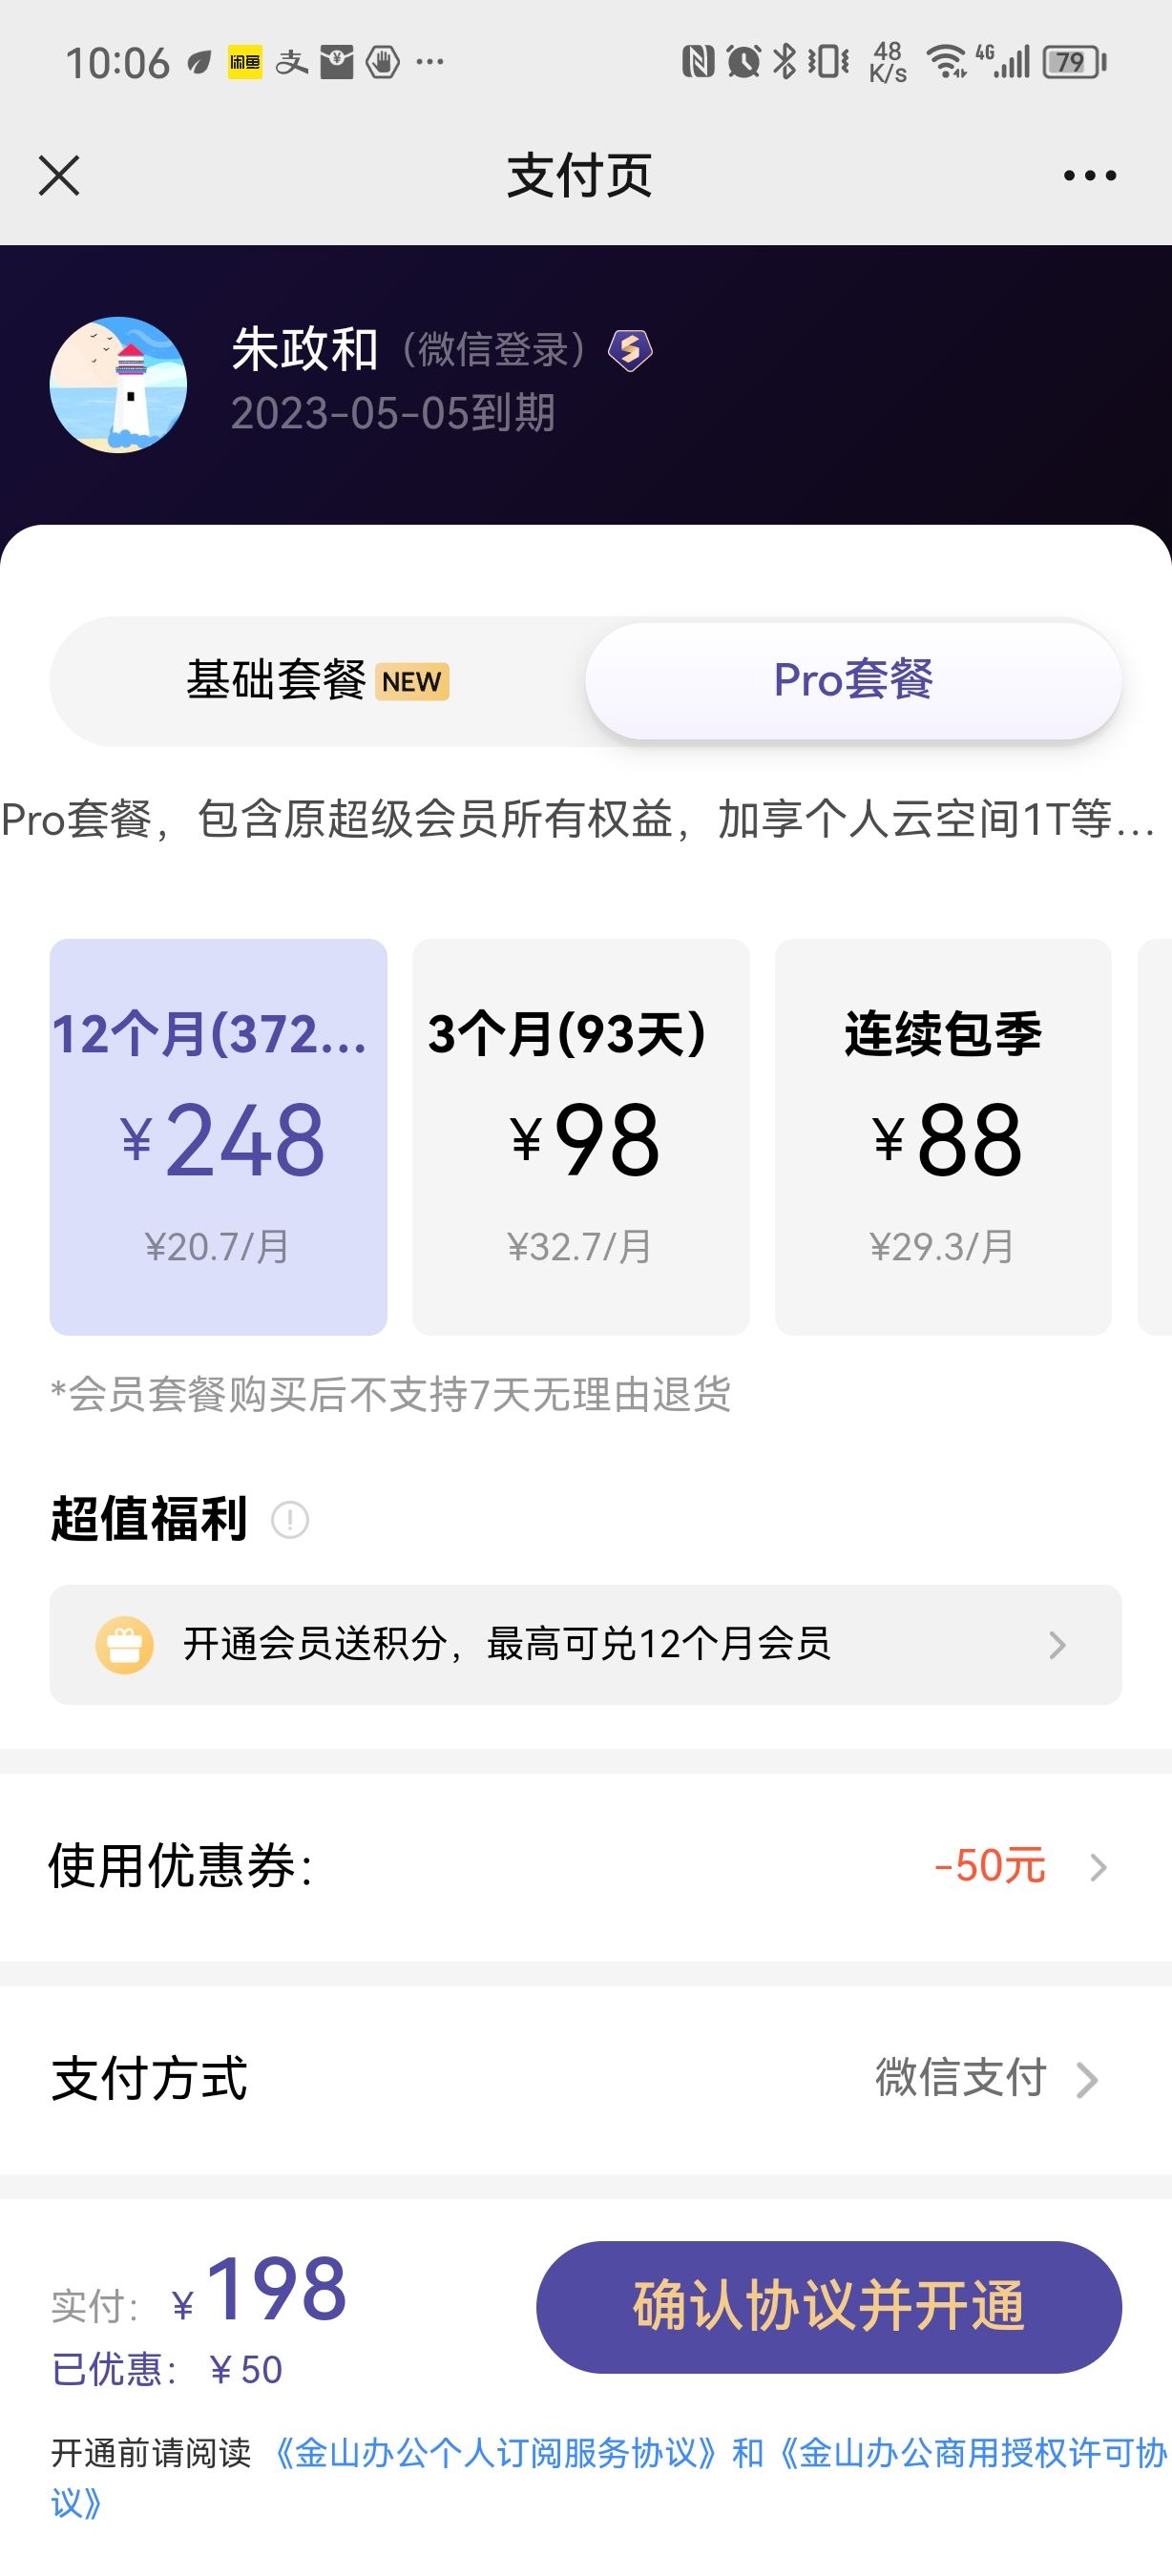 10:06 闲鱼 支 ··· 48 K/s 4G 79
支付页
朱政和（微信登录）
2023-05-05到期
基础套餐 NEW Pro套餐
Pro套餐，包含原超级会员所有权益，加享个人云空间1T等...
12个月(372... 3个月(93天) 连续包季
¥248 ¥98 ¥88
¥20.7/月 ¥32.7/月 ¥29.3/月
*会员套餐购买后不支持7天无理由退货
超值福利
开通会员送积分，最高可兑12个月会员
使用优惠券： -50元
支付方式 微信支付
实付： ¥198 确认协议并开通
已优惠： ¥50
开通前请阅读 《金山办公个人订阅服务协议》和《金山办公商用授权许可协
议》